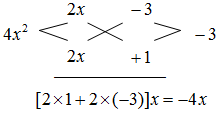 2x -3
4x² -3
2x +1
[2×1+2×(-3)]x=-4x